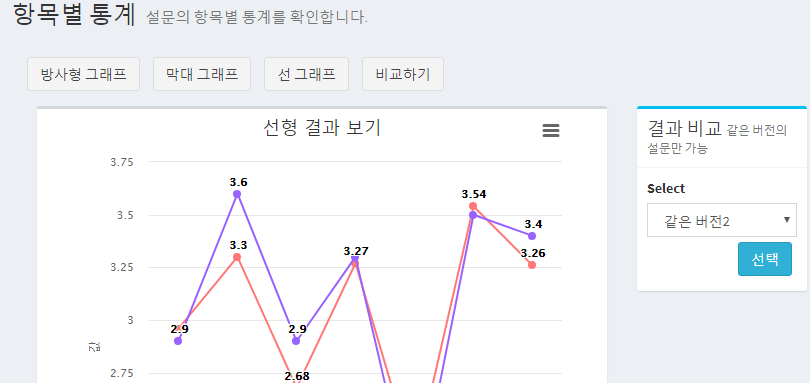 항목별 통계 설문의 항목별 통계를 확인합니다.
방사형 그래프 막대 그래프 선 그래프 비교하기
선형 결과 보기
3.75
3.5
3.25
3
2.75
값
2.9
3.6
3.3
2.9
2.68
3.27
3.54
3.4
3.26
결과 비교 같은 버전의
설문만 가능
Select
같은 버전2
선택